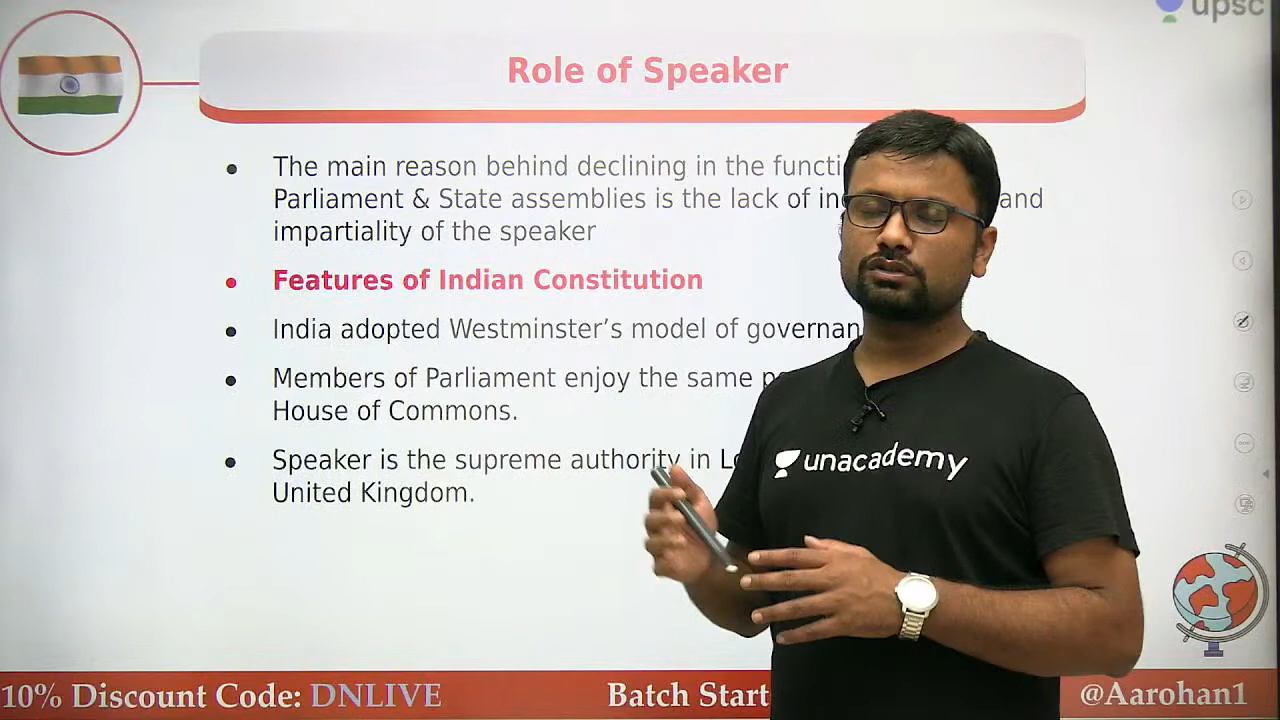 upsc
Role of Speaker
The main reason behind declining in the
Parliament & State assemblies is the lack of and
impartiality of the speaker
Features of Indian Constitution
India adopted Westminster’s model of
Members of Parliament enjoy the same
House of Commons.
Speaker is the supreme authority in
United Kingdom.
unacademy
10% Discount Code: DNLIVE Batch Start @Aarohan1